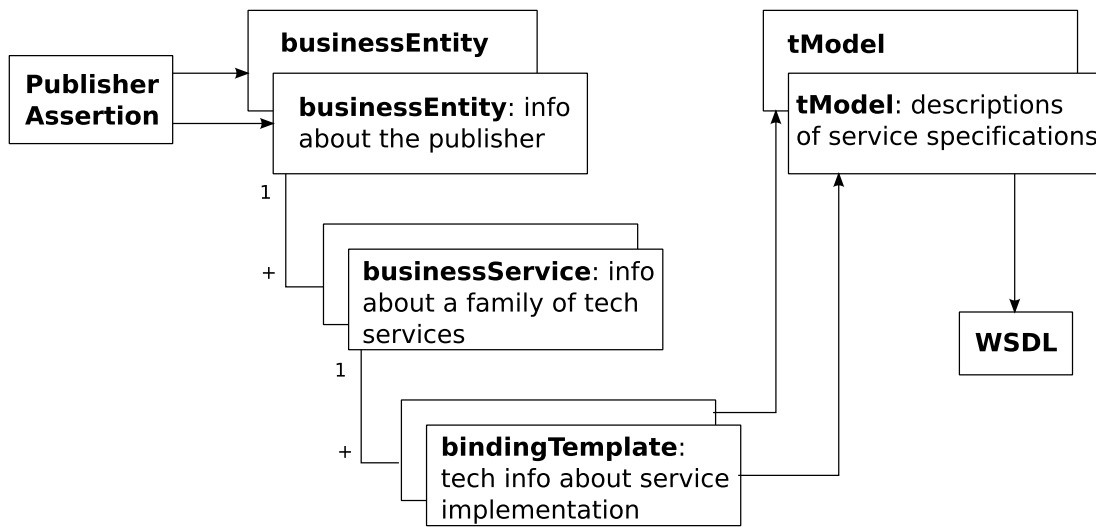 businessEntity
tModel
Publisher
Assertion
businessEntity: info
about the publisher
tModel: descriptions
of service specifications
1
+
businessService: info
about a family of tech
services
WSDL
1
+
bindingTemplate:
tech info about service
implementation